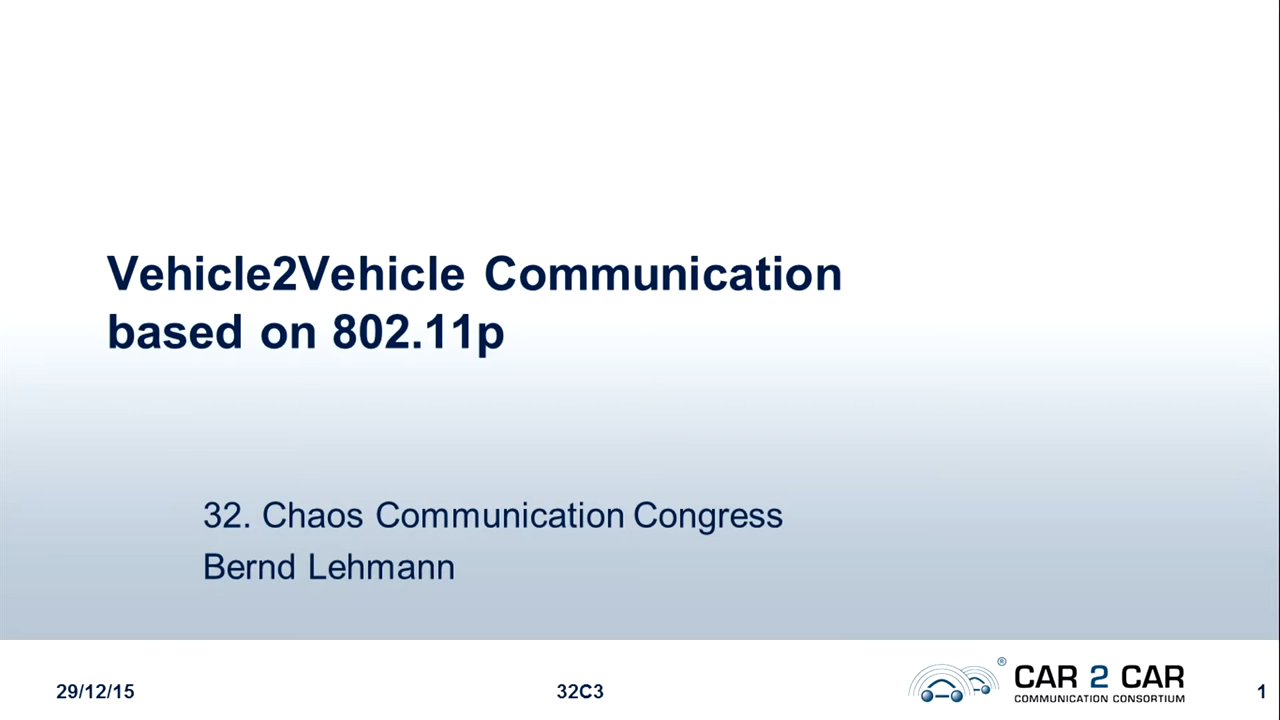 Vehicle2Vehicle Communication
based on 802.11p
32. Chaos Communication Congress
Bernd Lehmann
29/12/15
32C3
®
CAR 2 CAR
COMMUNICATION CONSORTIUM
1